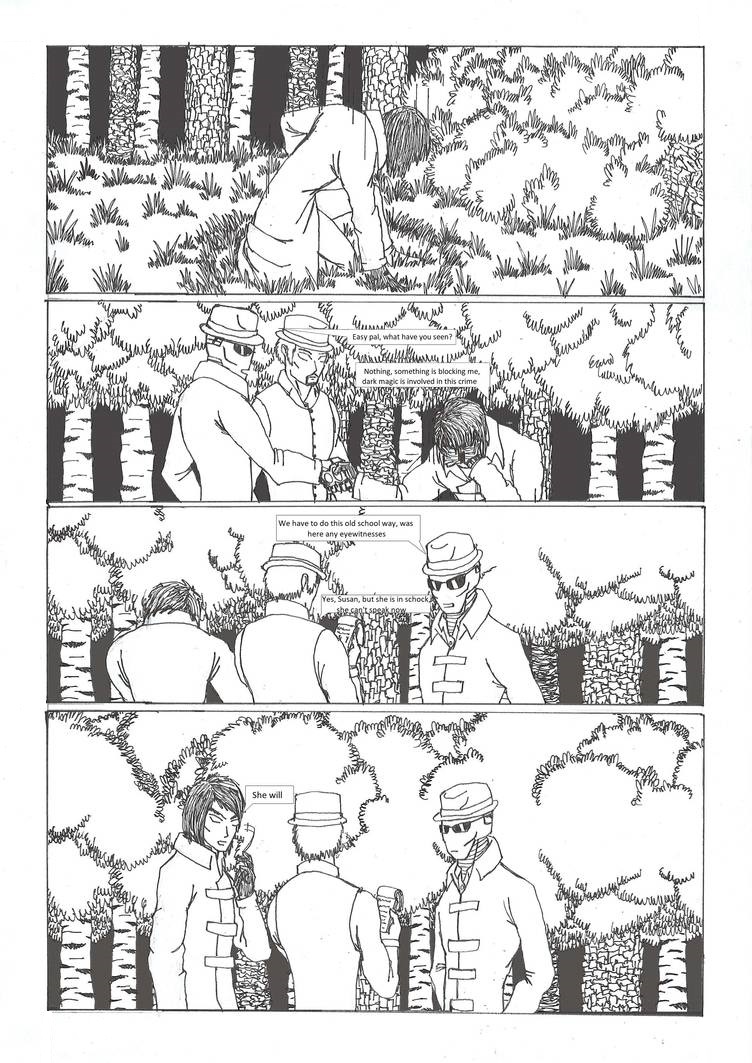 Easy pal, what have you seen?
Nothing, something is blocking me,
dark magic is involved in this crime
We have to do this old school way, was
here any eyewitnesses
Yes, Susan, but she is in schock,
she can't speak now
She will